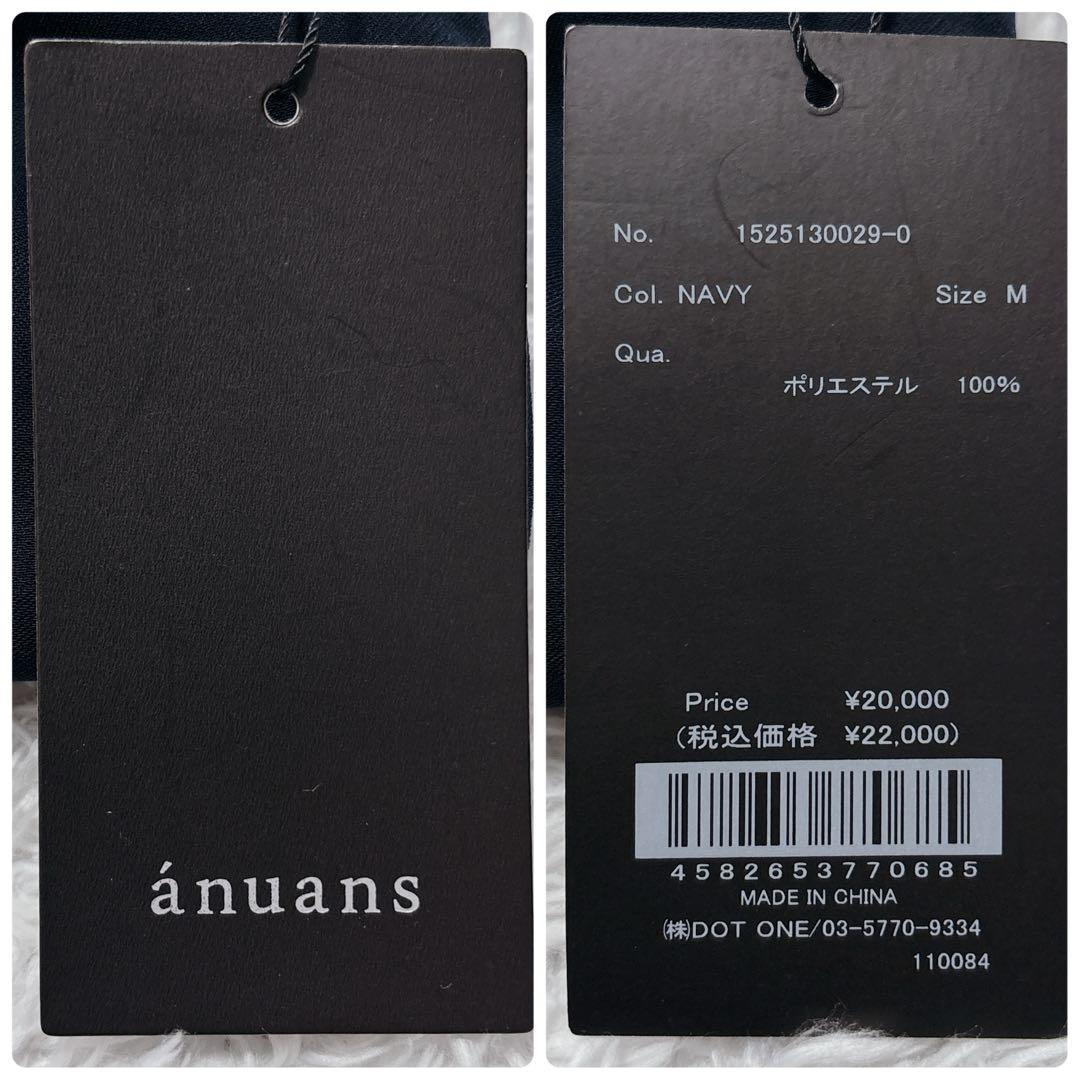 ánuans
No. 1525130029-0
Col. NAVY Size M
Qua.
ポリエステル 100%
Price ¥20,000
(税込価格 ¥22,000)
4582653770685
MADE IN CHINA
㈱DOT ONE/03-5770-9334
110084